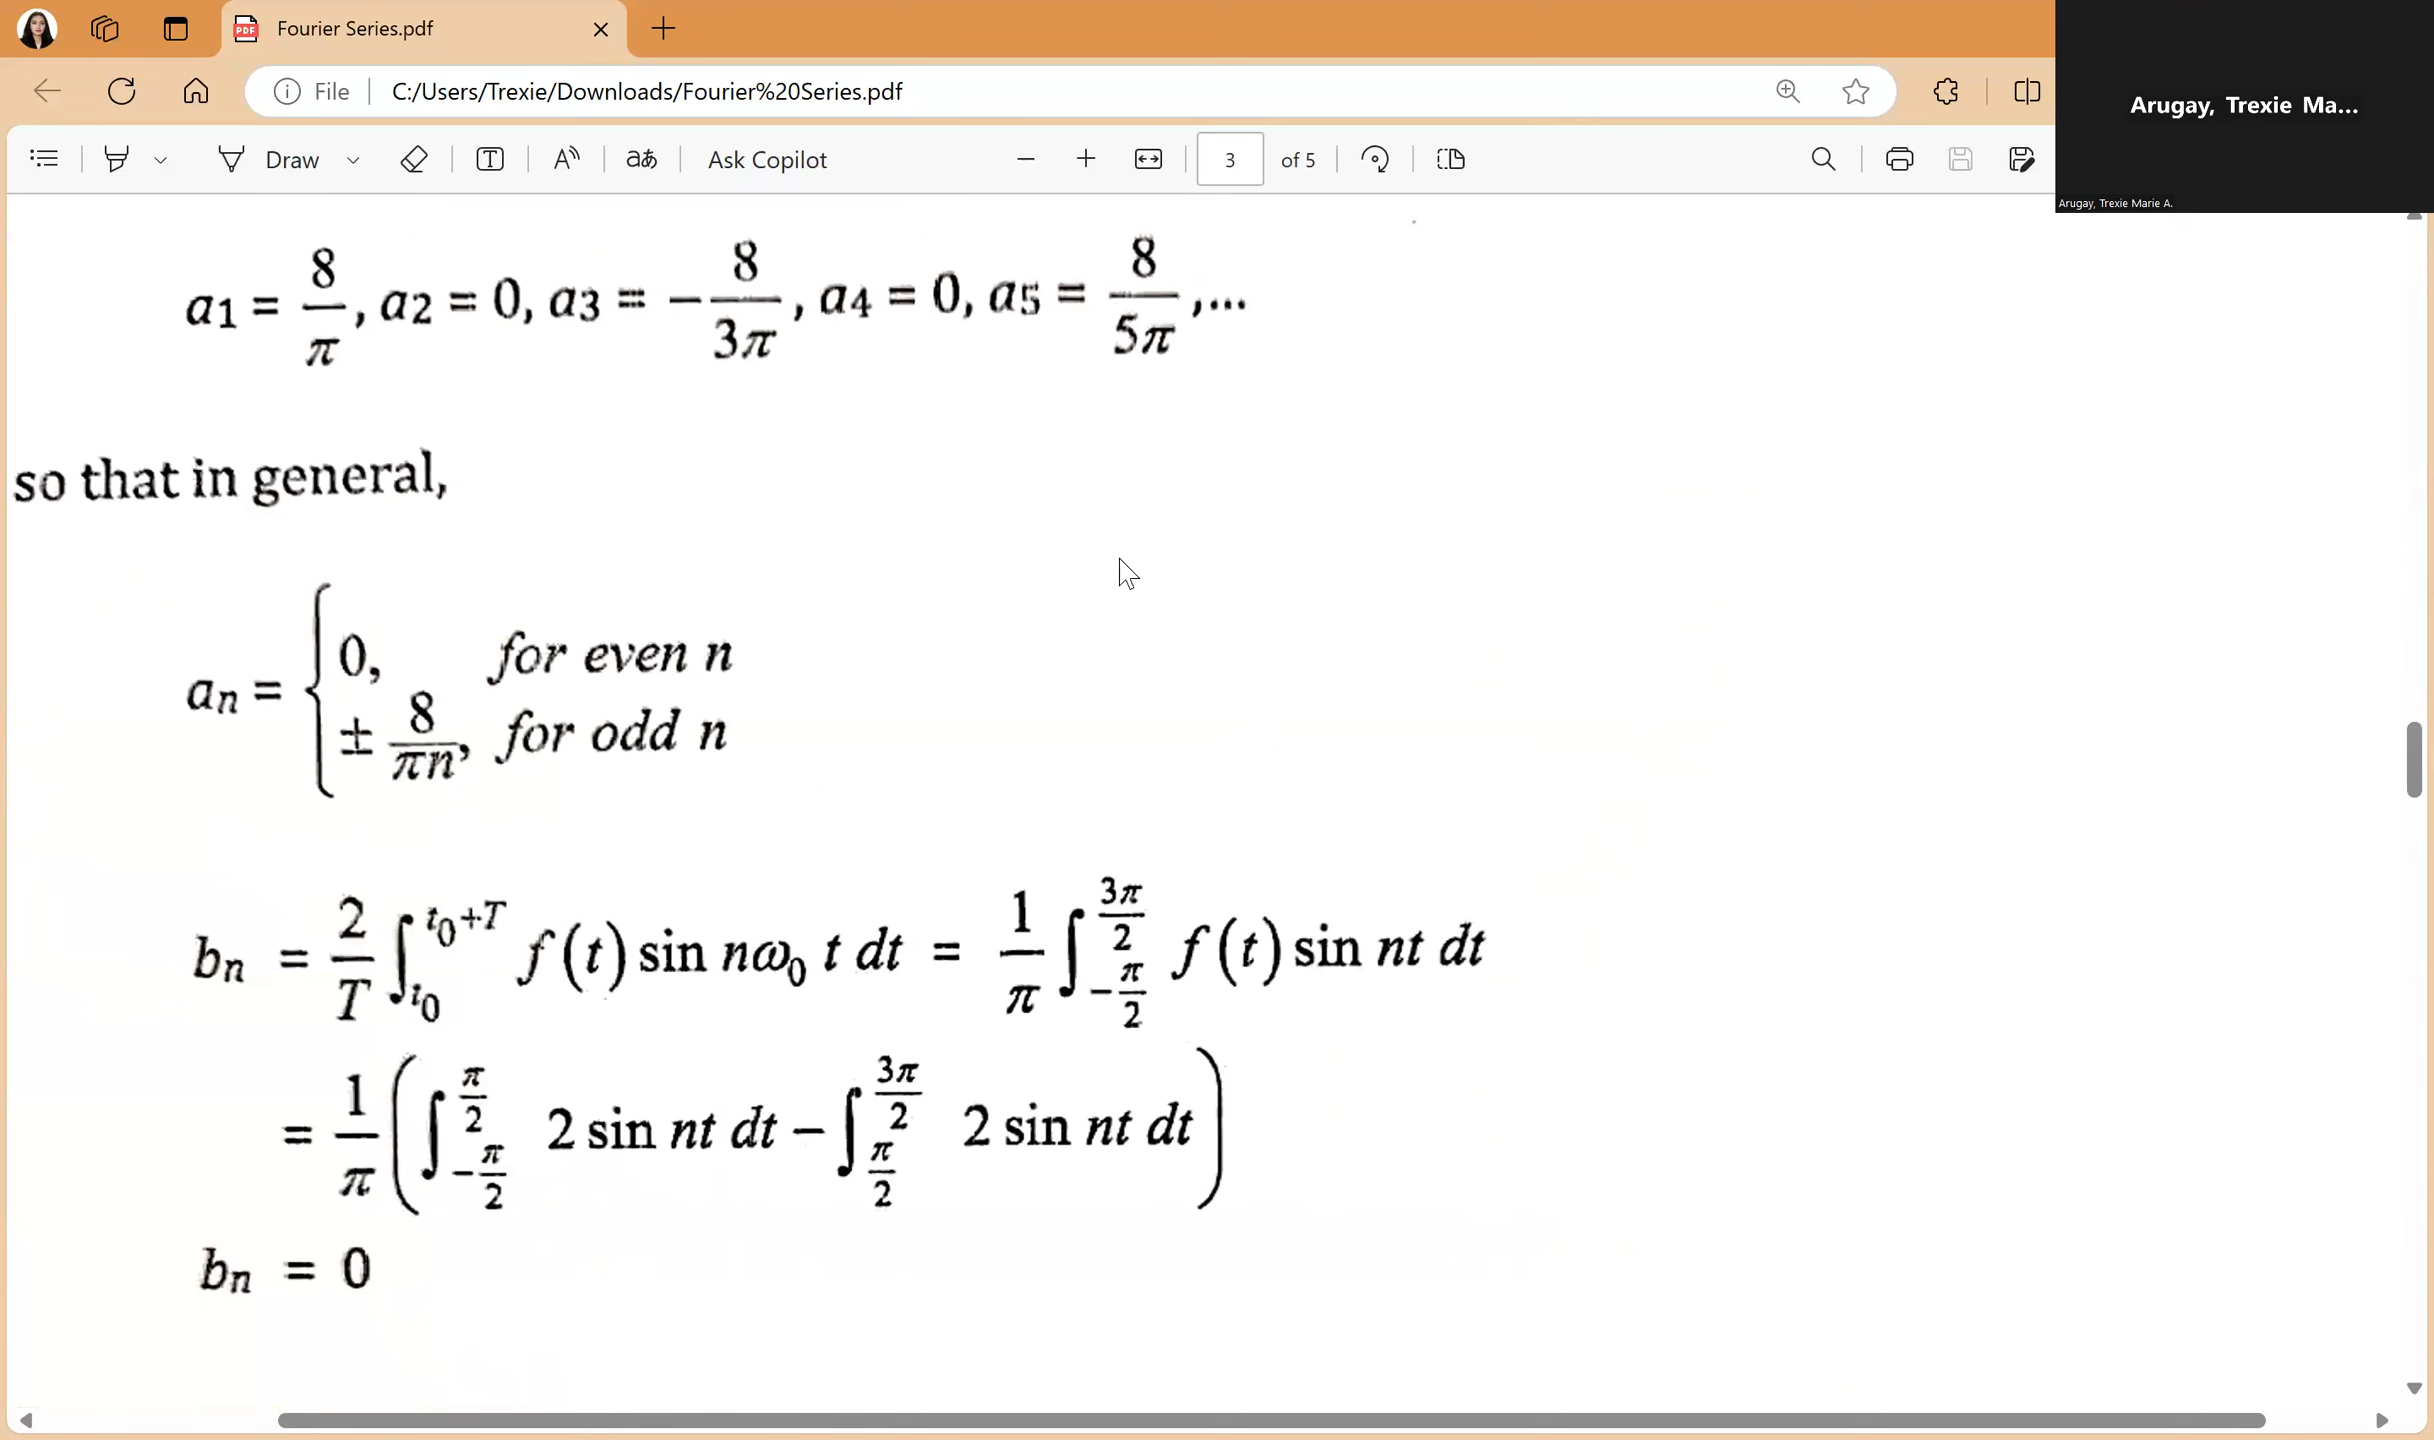 Fourier Series.pdf
File C:/Users/Trexie/Downloads/Fourier%20Series.pdf
Arugay, Trexie Ma...
Arugay, Trexie Marie A.
Draw T A aあ Ask Copilot 3 of 5
a1 = 8/π, a2 = 0, a3 = −8/3π, a4 = 0, a5 = 8/5π,...
so that in general,
an = { 0, for even n
± 8/πn, for odd n
bn = 2/T ∫_{t0}^{t0+T} f(t) sin nω0 t dt = 1/π ∫_{−π/2}^{3π/2} f(t) sin nt dt
= 1/π ( ∫_{−π/2}^{π/2} 2 sin nt dt − ∫_{π/2}^{3π/2} 2 sin nt dt )
bn = 0